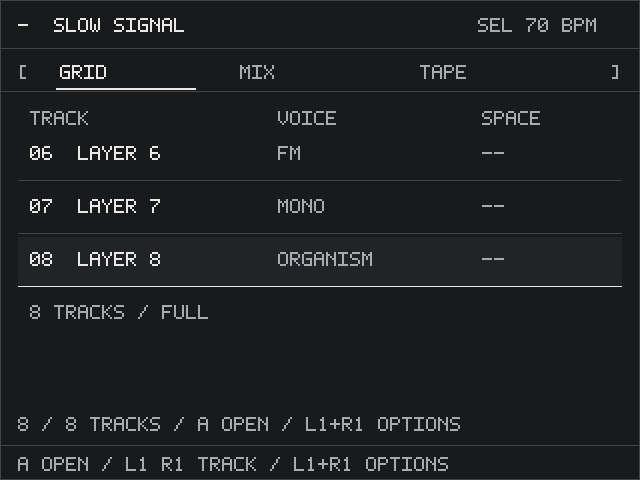 – SLOW SIGNAL SEL 70 BPM
[ GRID MIX TAPE ]
TRACK VOICE SPACE
06 LAYER 6 FM --
07 LAYER 7 MONO --
08 LAYER 8 ORGANISM --
8 TRACKS / FULL
8 / 8 TRACKS / A OPEN / L1+R1 OPTIONS
A OPEN / L1 R1 TRACK / L1+R1 OPTIONS